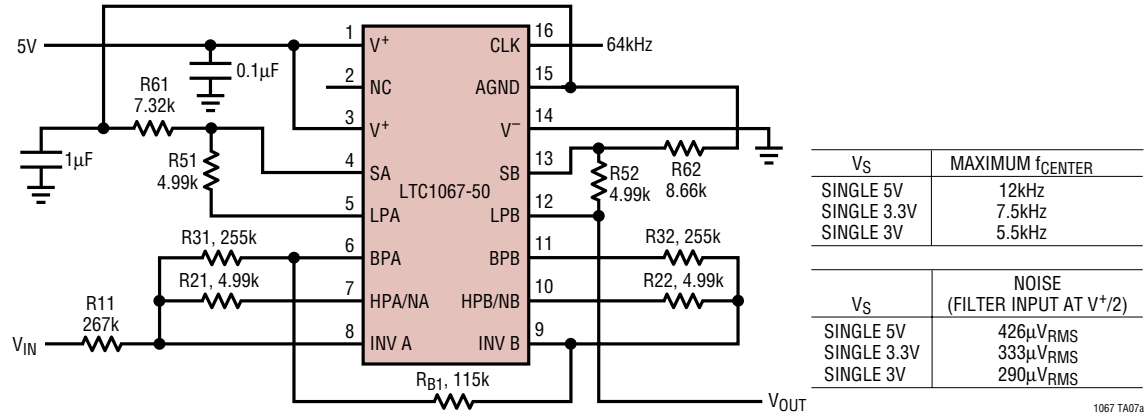 5V
0.1µF
R61
7.32k
1µF
R51
4.99k
R31, 255k
R21, 4.99k
R11
267k
VIN
1
V+
2
NC
3
V+
4
SA
5
LPA
6
BPA
7
HPA/NA
8
INV A
LTC1067-50
16
CLK
64kHz
15
AGND
14
V–
13
SB
12
LPB
11
BPB
10
HPB/NB
9
INV B
R52
4.99k
R62
8.66k
R32, 255k
R22, 4.99k
RB1, 115k
VOUT
VS MAXIMUM fCENTER
SINGLE 5V 12kHz
SINGLE 3.3V 7.5kHz
SINGLE 3V 5.5kHz
NOISE
VS (FILTER INPUT AT V+/2)
SINGLE 5V 426µVRMS
SINGLE 3.3V 333µVRMS
SINGLE 3V 290µVRMS
1067 TA07a